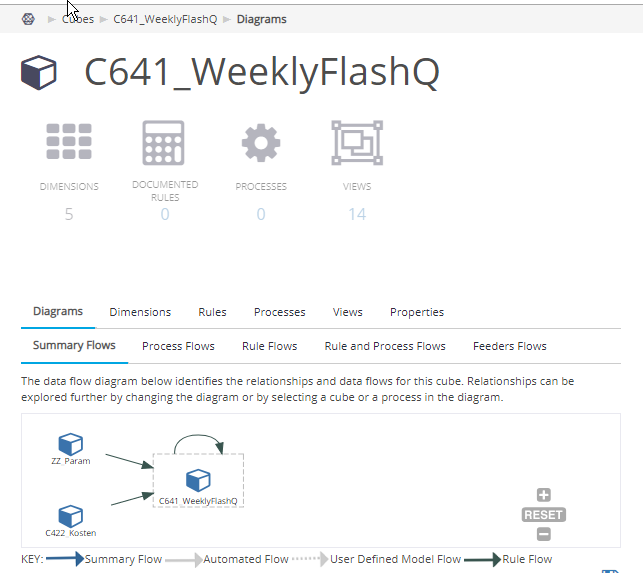 Cubes C641_WeeklyFlashQ Diagrams
C641_WeeklyFlashQ
DIMENSIONS
5
DOCUMENTED
RULES
0
PROCESSES
0
VIEWS
14
Diagrams Dimensions Rules Processes Views Properties
Summary Flows Process Flows Rule Flows Rule and Process Flows Feeders Flows
The data flow diagram below identifies the relationships and data flows for this cube. Relationships can be
explored further by changing the diagram or by selecting a cube or a process in the diagram.
ZZ_Param
C641_WeeklyFlashQ
C422_Kosten
RESET
KEY: Summary Flow Automated Flow User Defined Model Flow Rule Flow